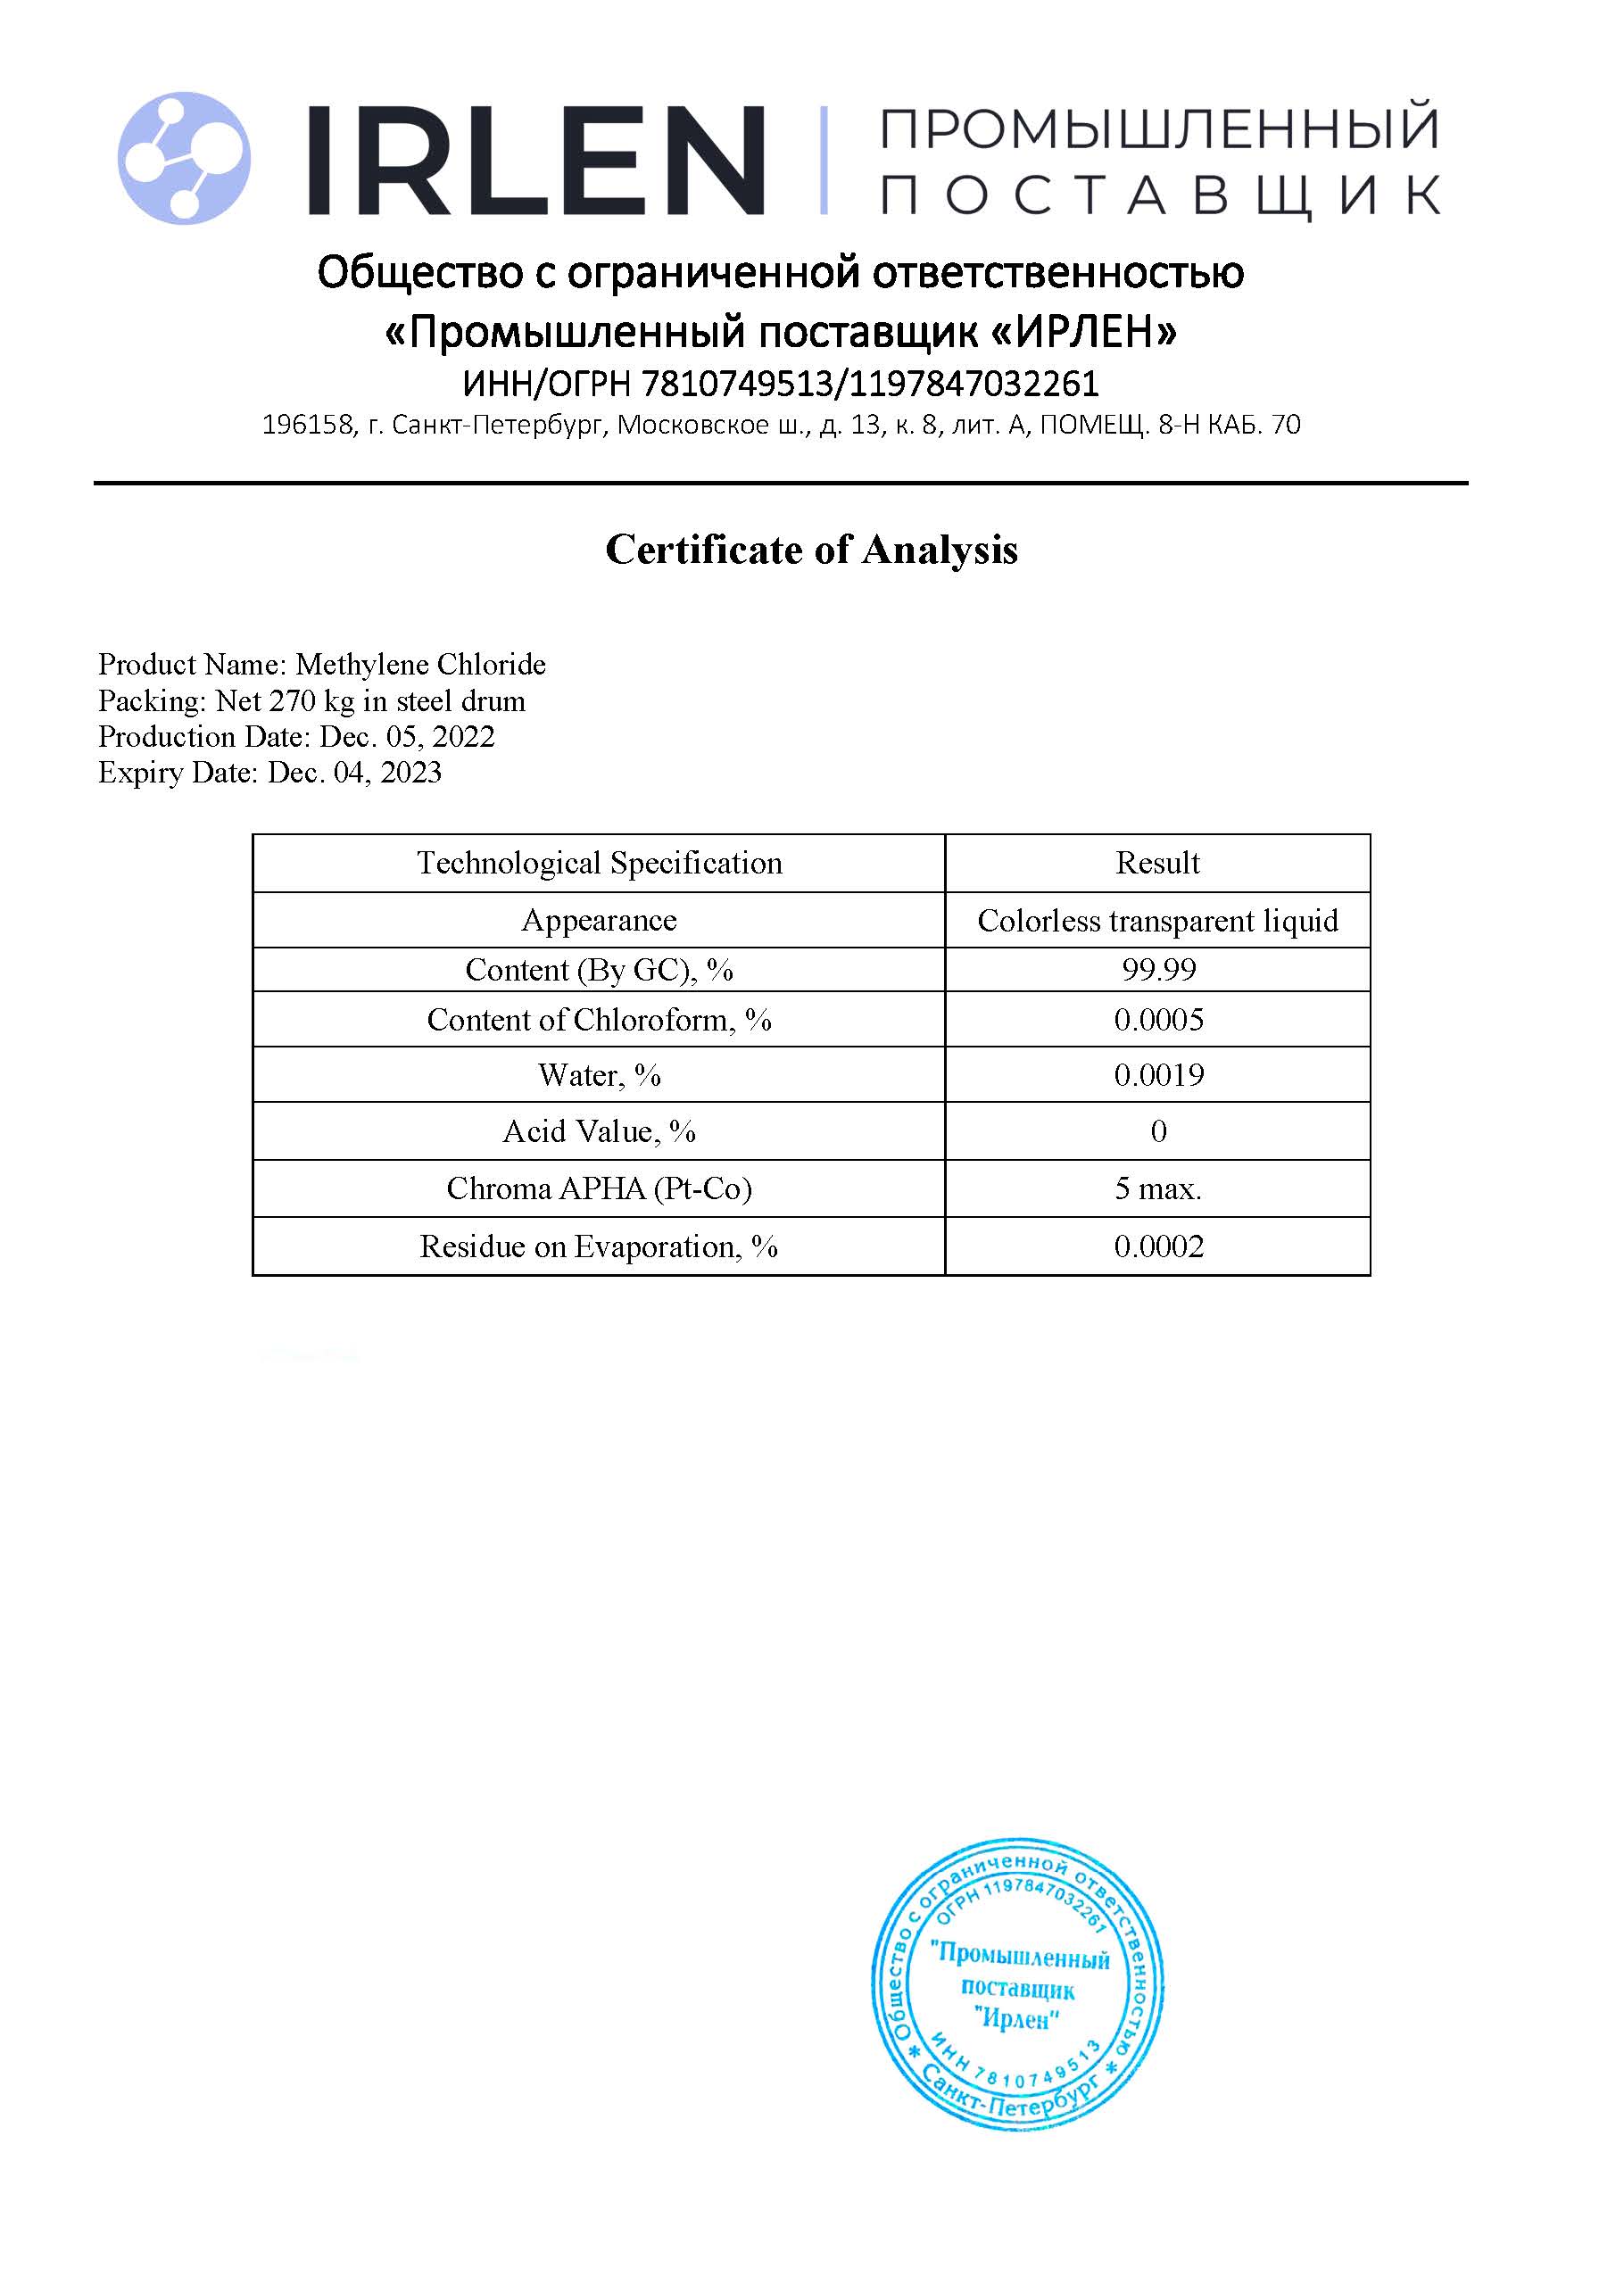 IRLEN
ПРОМЫШЛЕННЫЙ
ПОСТАВЩИК
Общество с ограниченной ответственностью
«Промышленный поставщик «ИРЛЕН»
ИНН/ОГРН 7810749513/1197847032261
196158, г. Санкт-Петербург, Московское ш., д. 13, к. 8, лит. А, ПОМЕЩ. 8-Н КАБ. 70
Certificate of Analysis
Product Name: Methylene Chloride
Packing: Net 270 kg in steel drum
Production Date: Dec. 05, 2022
Expiry Date: Dec. 04, 2023
Technological Specification Result
Appearance Colorless transparent liquid
Content (By GC), % 99.99
Content of Chloroform, % 0.0005
Water, % 0.0019
Acid Value, % 0
Chroma APHA (Pt-Co) 5 max.
Residue on Evaporation, % 0.0002
Общество с ограниченной ответственностью
ОГРН 1197847032261
"Промышленный
поставщик
"Ирлен"
ИНН 7810749513
* Санкт-Петербург *